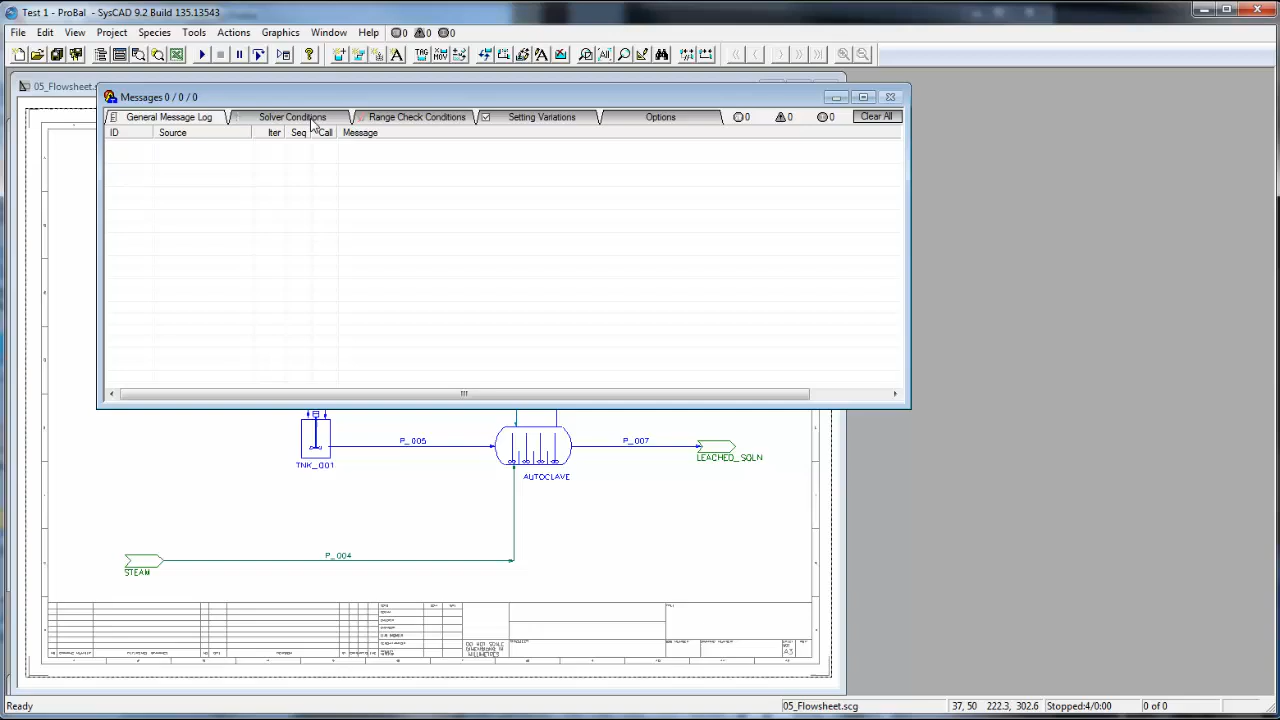 Test 1 - ProBal - SysCAD 9.2 Build 135.13543
File Edit View Project Species Tools Actions Graphics Window Help 0 0 0
05_Flowsheet.s
Messages 0 / 0 / 0
General Message Log Solver Conditions Range Check Conditions Setting Variations Options 0 0 0 Clear All
ID Source Iter Seq Call Message
P_005 P_007
TNK_001 LEACHED_SOLN
AUTOCLAVE
P_004
STEAM
A3
Ready 05_Flowsheet.scg 37, 50 222.3, 302.6 Stopped:4/0:00 0 of 0